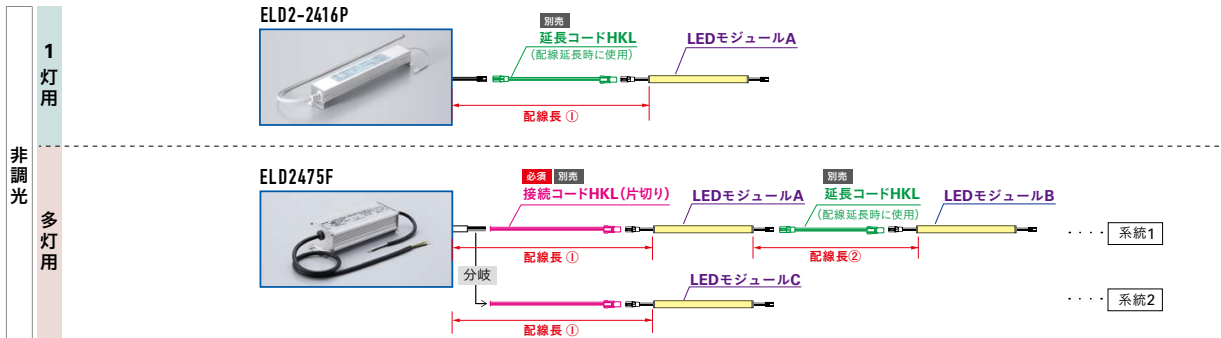 非調光
1灯用
ELD2-2416P
別売
延長コードHKL
(配線延長時に使用)
LEDモジュールA
配線長①
多灯用
ELD2475F
必須 別売
接続コードHKL(片切り)
LEDモジュールA
別売
延長コードHKL
(配線延長時に使用)
LEDモジュールB
配線長①
配線長②
・・・・ 系統1
分岐
LEDモジュールC
配線長①
・・・・ 系統2